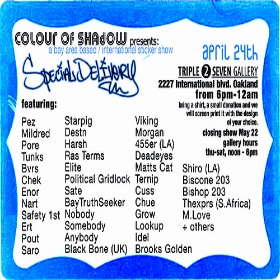 COLOUR OF SHADOW presents:
a bay area based / international sticker show
Special Delivery
april 24th
TRIPLE 2 SEVEN GALLERY
2227 International blvd. Oakland
from 6pm-12am
bring a shirt, a small donation and we
will screen print it with the design
of your choice.
closing show May 22
gallery hours
thu-sat, noon - 6pm
featuring:
Pez Starpig Viking
Mildred Destn Morgan
Pore Harsh 455er (LA)
Tunks Ras Terms Deadeyes
Bvrs Elite Matts Cat Shiro (LA)
Chek Political Gridlock Ternip Biscone 203
Enor Sate Cuss Bishop 203
Nart BayTruthSeeker Chue Thexprs (S.Africa)
Safety 1st Nobody Grow M.Love
Ert Somebody Lookup + others
Pout Anybody Idel
Saro Black Bone (UK) Brooks Golden